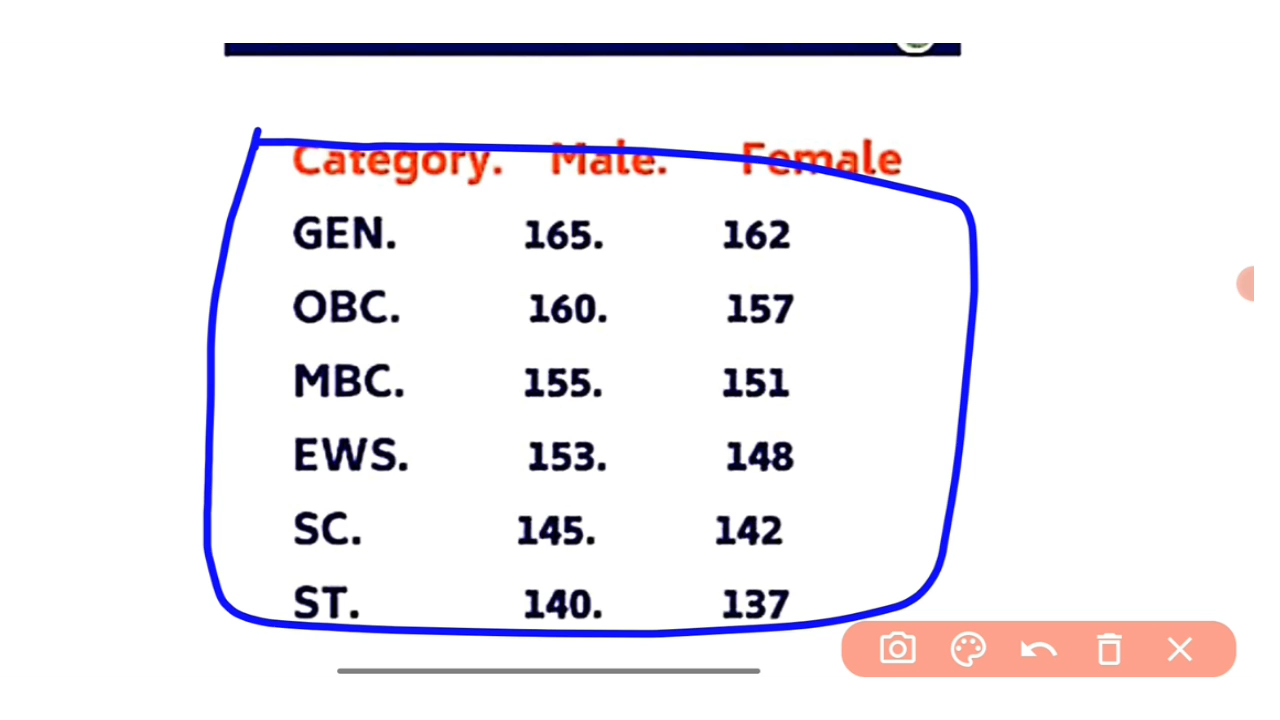 Category. Male. Female
GEN. 165. 162
OBC. 160. 157
MBC. 155. 151
EWS. 153. 148
SC. 145. 142
ST. 140. 137